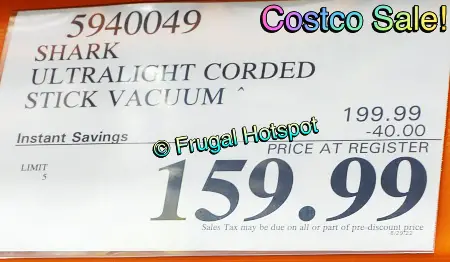 Costco Sale!
5940049
SHARK
ULTRALIGHT CORDED
STICK VACUUM ^
199.99
Instant Savings -40.00
© Frugal Hotspot
PRICE AT REGISTER
LIMIT
5
159.99
Sales Tax may be due on all or part of pre-discount price